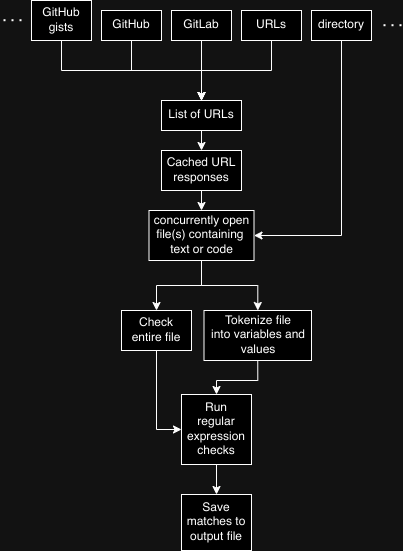 ...
GitHub
gists
GitHub
GitLab
URLs
directory
...
List of URLs
Cached URL
responses
concurrently open
file(s) containing
text or code
Check
entire file
Tokenize file
into variables and
values
Run
regular
expression
checks
Save
matches to
output file